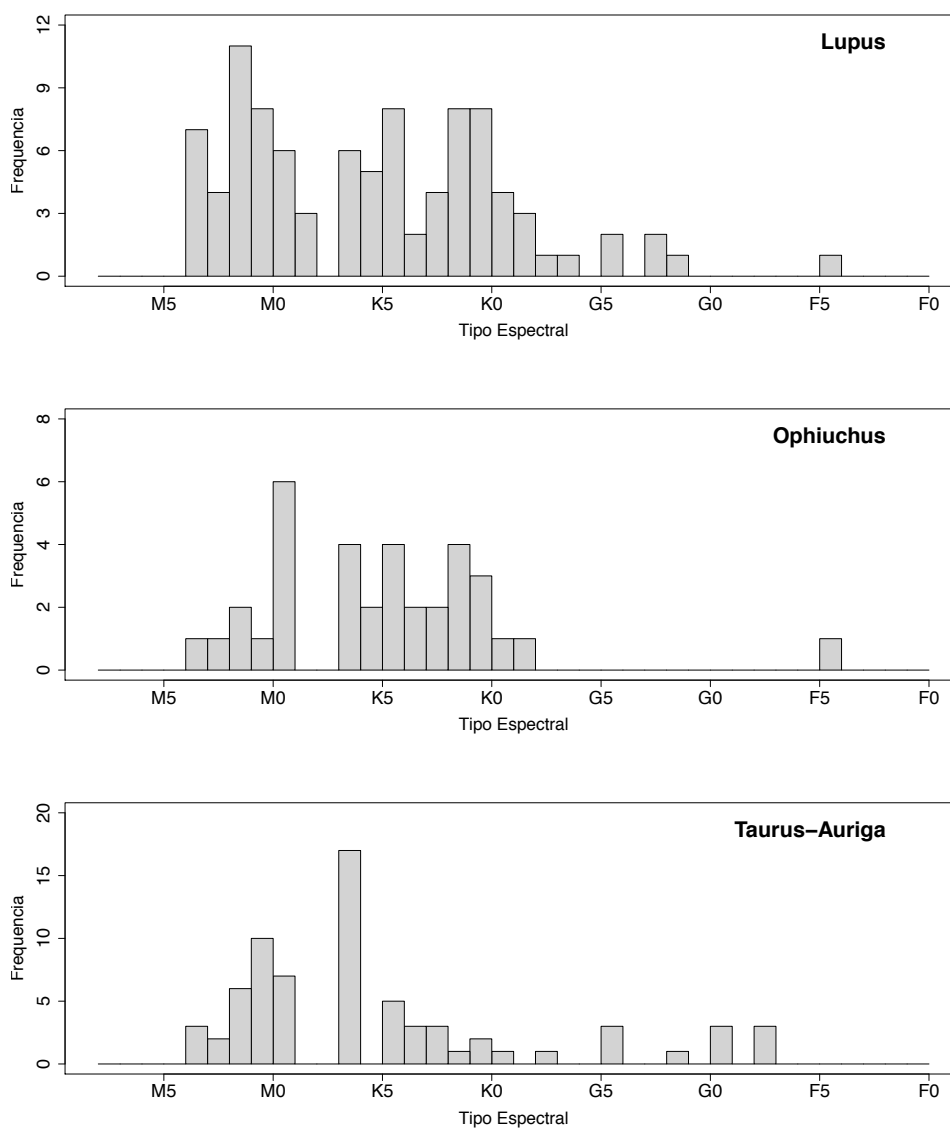 Lupus
Frequencia
12
9
6
3
0
M5 M0 K5 K0 G5 G0 F5 F0
Tipo Espectral
Ophiuchus
Frequencia
8
6
4
2
0
M5 M0 K5 K0 G5 G0 F5 F0
Tipo Espectral
Taurus−Auriga
Frequencia
20
15
10
5
0
M5 M0 K5 K0 G5 G0 F5 F0
Tipo Espectral